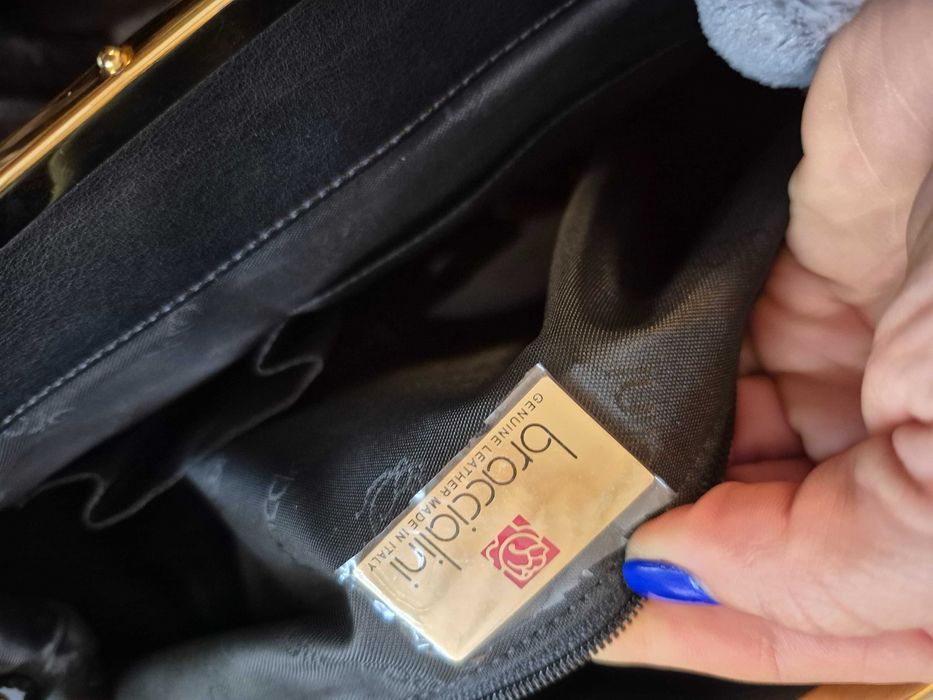 braccialini
GENUINE LEATHER MADE IN ITALY